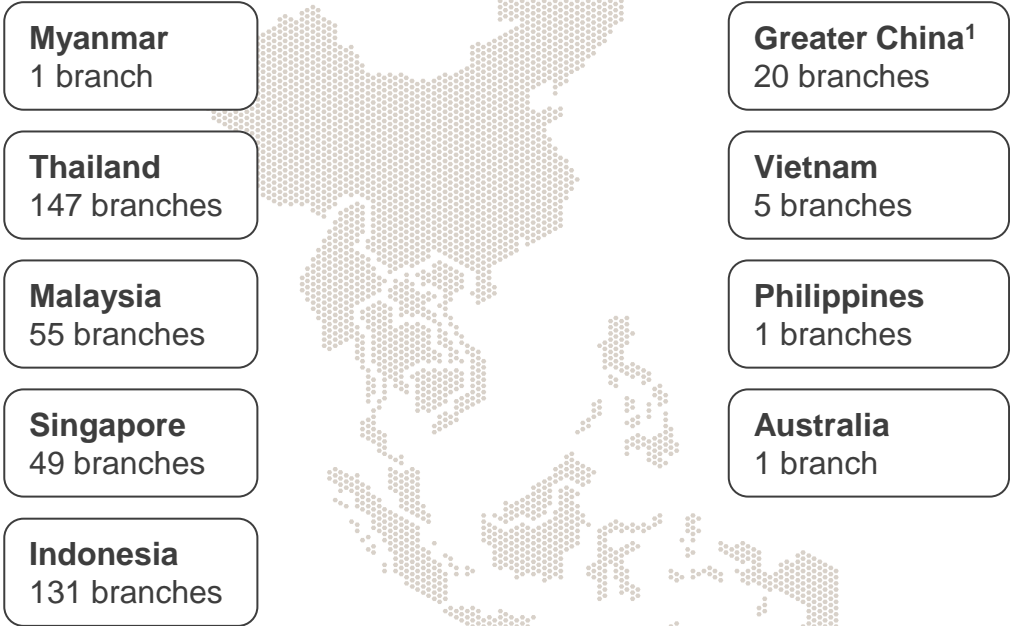 Myanmar
1 branch
Thailand
147 branches
Malaysia
55 branches
Singapore
49 branches
Indonesia
131 branches
Greater China¹
20 branches
Vietnam
5 branches
Philippines
1 branches
Australia
1 branch